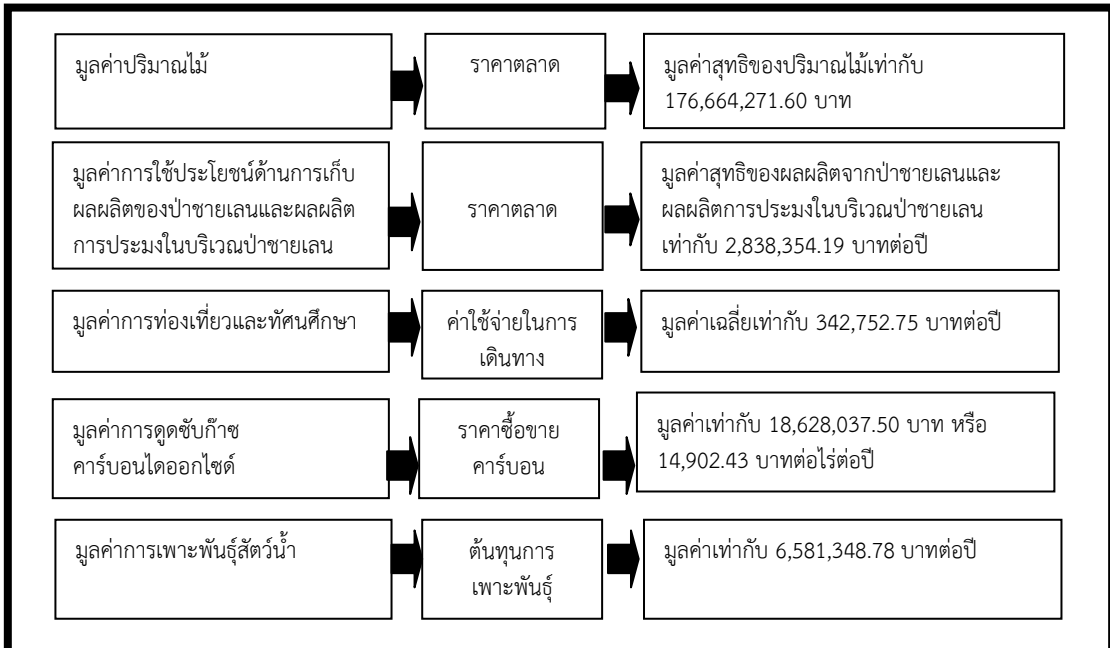 มูลค่าปริมาณไม้
ราคาตลาด
มูลค่าสุทธิของปริมาณไม้เท่ากับ
176,664,271.60 บาท
มูลค่าการใช้ประโยชน์ด้านการเก็บ
ผลผลิตของป่าชายเลนและผลผลิต
การประมงในบริเวณป่าชายเลน
ราคาตลาด
มูลค่าสุทธิของผลผลิตจากป่าชายเลนและ
ผลผลิตการประมงในบริเวณป่าชายเลน
เท่ากับ 2,838,354.19 บาทต่อปี
มูลค่าการท่องเที่ยวและทัศนศึกษา
ค่าใช้จ่ายในการ
เดินทาง
มูลค่าเฉลี่ยเท่ากับ 342,752.75 บาทต่อปี
มูลค่าการดูดซับก๊าซ
คาร์บอนไดออกไซด์
ราคาซื้อขาย
คาร์บอน
มูลค่าเท่ากับ 18,628,037.50 บาท หรือ
14,902.43 บาทต่อไร่ต่อปี
มูลค่าการเพาะพันธุ์สัตว์น้ำ
ต้นทุนการ
เพาะพันธุ์
มูลค่าเท่ากับ 6,581,348.78 บาทต่อปี